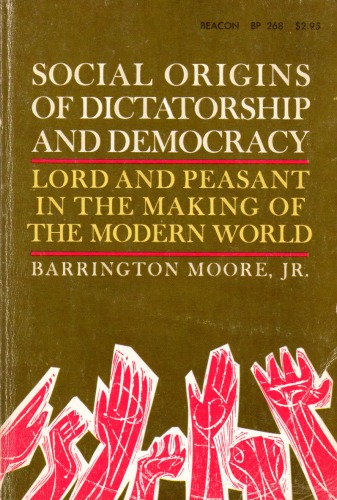 BEACON BP 268 $2.95
SOCIAL ORIGINS
OF DICTATORSHIP
AND DEMOCRACY
LORD AND PEASANT
IN THE MAKING OF
THE MODERN WORLD
BARRINGTON MOORE, JR.